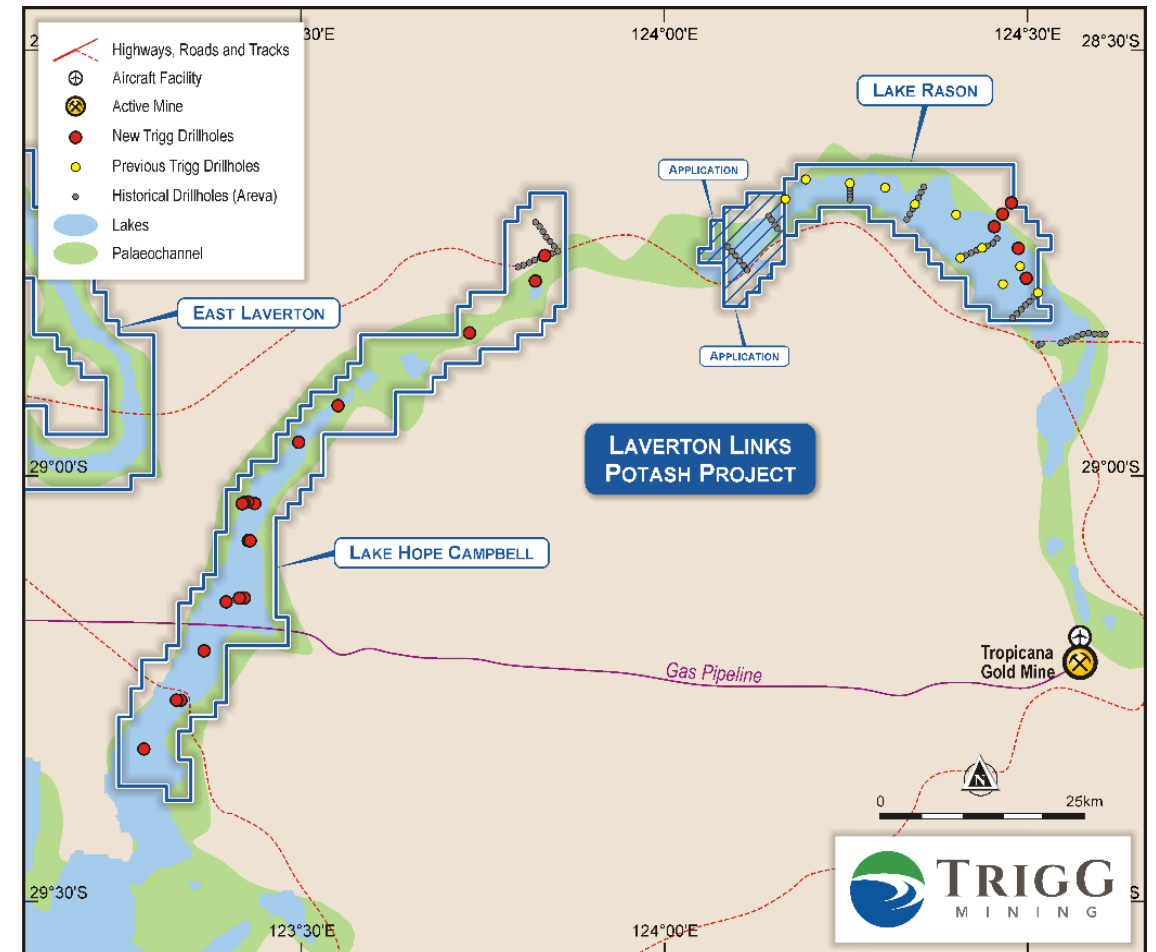 30'E
124°00'E
124°30'E
28°30'S
2
Highways, Roads and Tracks
Aircraft Facility
Active Mine
New Trigg Drillholes
Previous Trigg Drillholes
Historical Drillholes (Areva)
Lakes
Palaeochannel
LAKE RASON
APPLICATION
EAST LAVERTON
APPLICATION
LAVERTON LINKS
POTASH PROJECT
29°00'S
29°00'S
LAKE HOPE CAMPBELL
Gas Pipeline
Tropicana
Gold Mine
N
0 25km
TRIGG
MINING
29°30'S
S
123°30'E
124°00'E